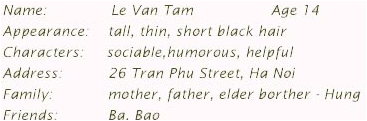 Name: Le Van Tam Age 14
Appearance: tall, thin, short black hair
Characters: sociable,humorous, helpful
Address: 26 Tran Phu Street, Ha Noi
Family: mother, father, elder borther - Hung
Friends: Ba, Bao